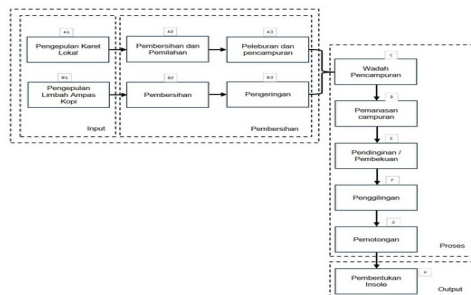 A1
Pengepulan Karet
Lokal
A2
Pembersihan dan
Pemilahan
A3
Peleburan dan
pencampuran
B1
Pengepulan
Limbah Ampas
Kopi
B2
Pembersihan
B3
Pengeringan
Input
Pembersihan
C
Wadah
Pencampuran
Pemanasan
campuran
E
Pendinginan /
Pembekuan
F
Penggilingan
G
Pemotongan
Proses
H
Pembentukan
Insole
Output